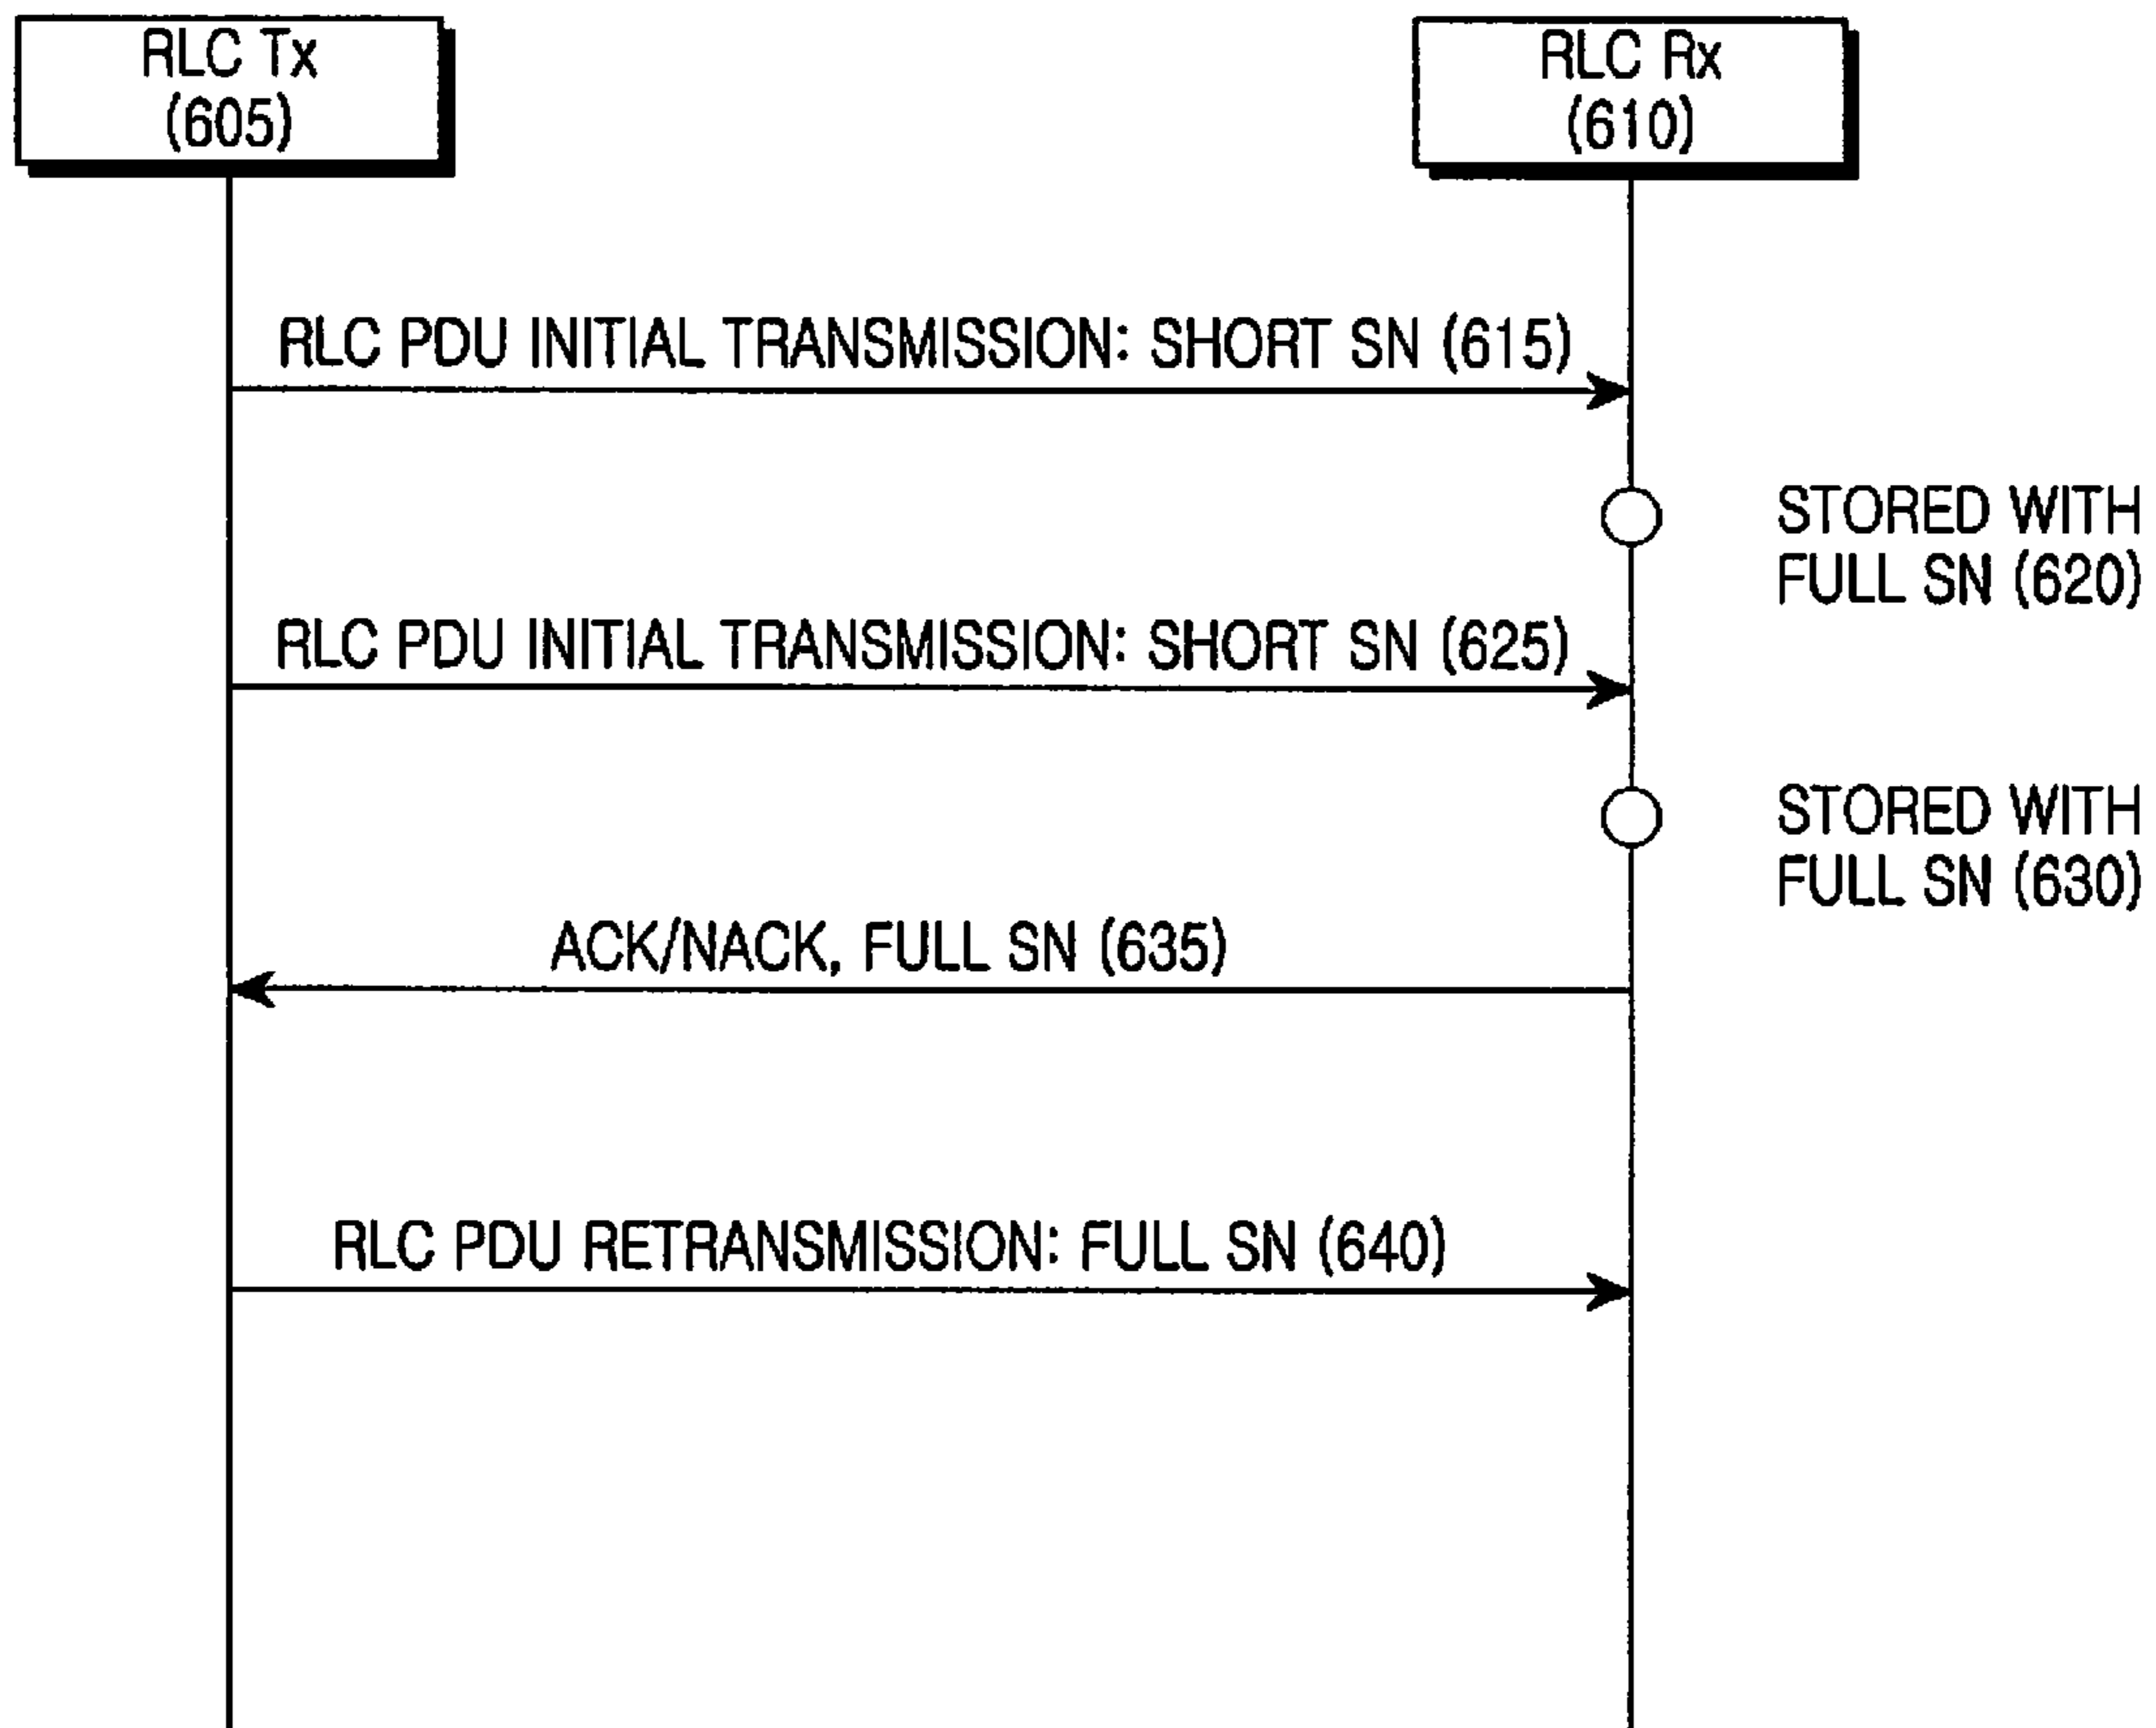 RLC Tx
(605)
RLC Rx
(610)
RLC PDU INITIAL TRANSMISSION: SHORT SN (615)
STORED WITH
FULL SN (620)
RLC PDU INITIAL TRANSMISSION: SHORT SN (625)
STORED WITH
FULL SN (630)
ACK/NACK, FULL SN (635)
RLC PDU RETRANSMISSION: FULL SN (640)